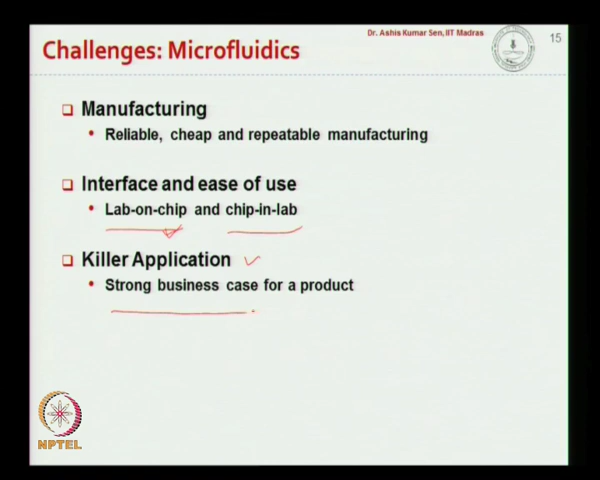 Dr. Ashis Kumar Sen, IIT Madras
15
Challenges: Microfluidics
Manufacturing
• Reliable, cheap and repeatable manufacturing
Interface and ease of use
• Lab-on-chip and chip-in-lab
Killer Application
• Strong business case for a product
NPTEL